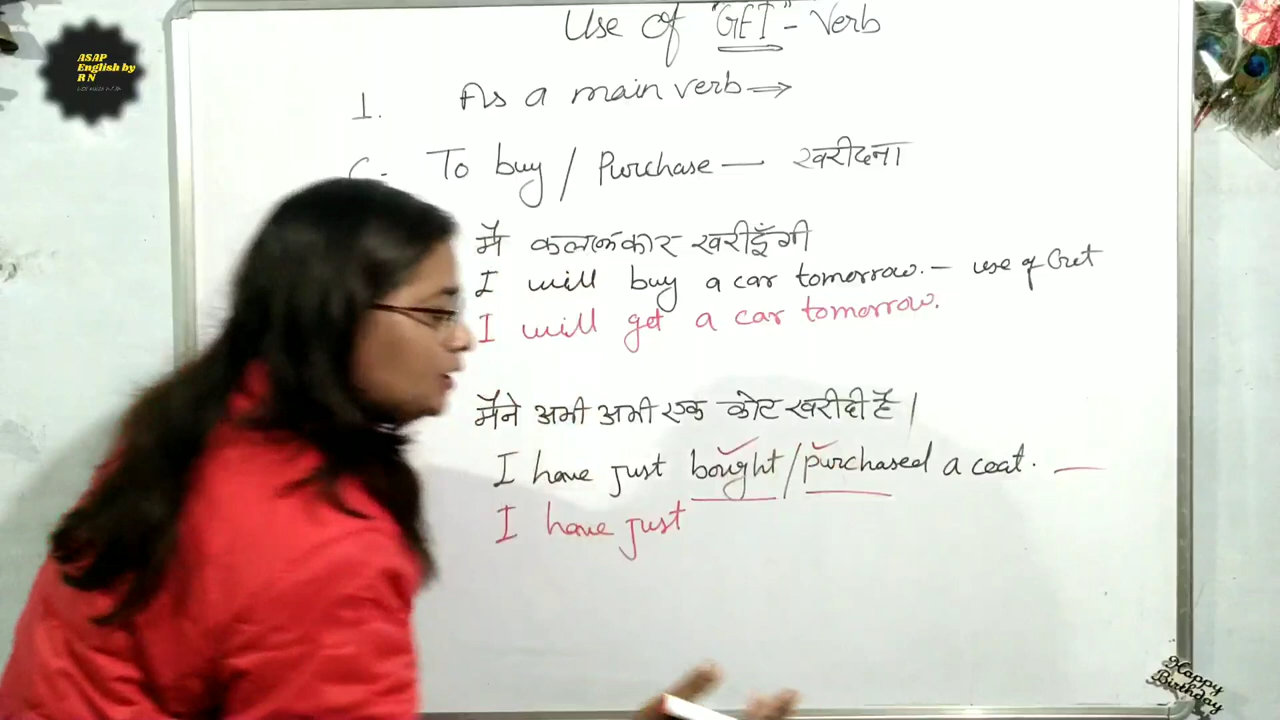 ASAP
English by
R N
Use of "GET" - Verb
1. As a main verb →
C. To buy / Purchase — खरीदना
मैं कल एक कार खरीदूँगी
I will buy a car tomorrow. — use of Get
I will get a car tomorrow.
मैंने अभी अभी एक कोट खरीदी है|
I have just bought/purchased a coat. —
I have just
Happy
Birthday